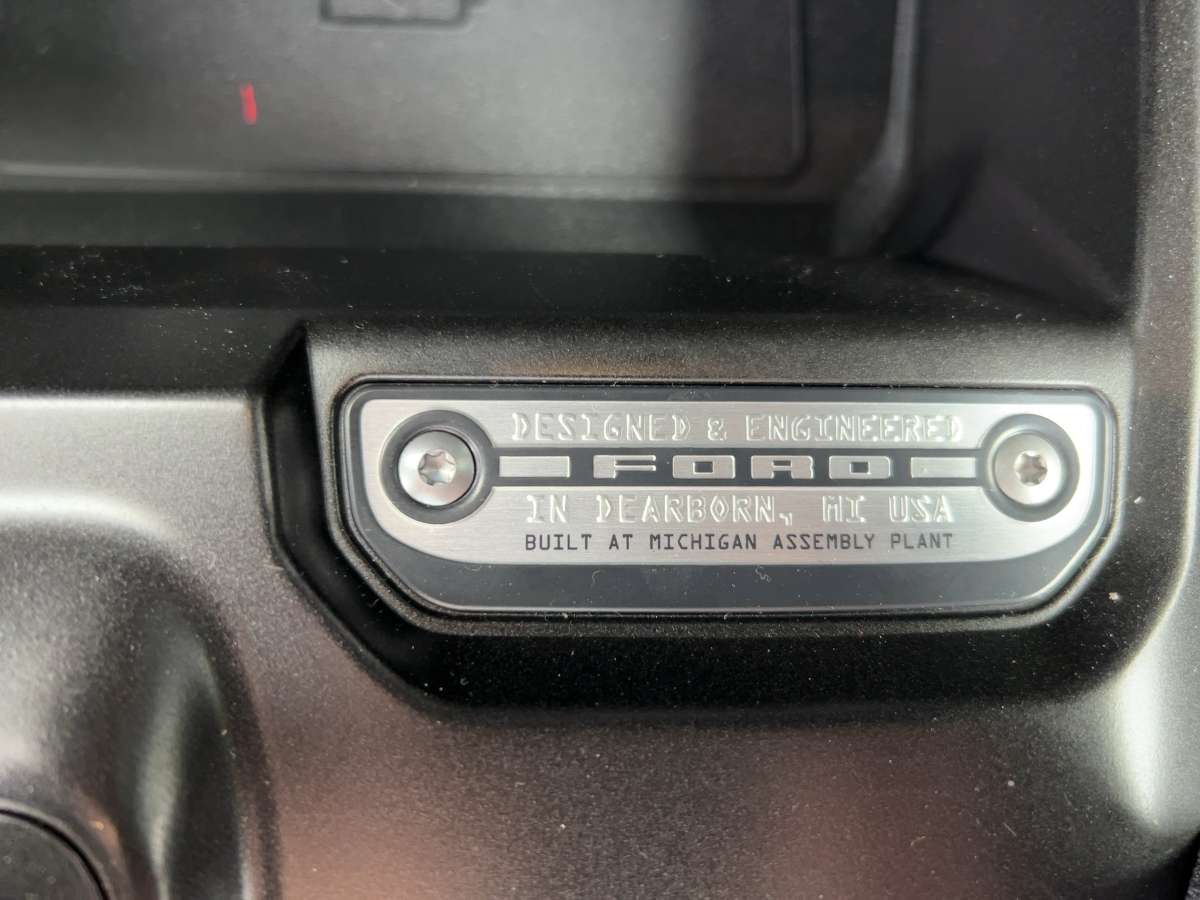 DESIGNED & ENGINEERED
FORD
IN DEARBORN, MI USA
BUILT AT MICHIGAN ASSEMBLY PLANT